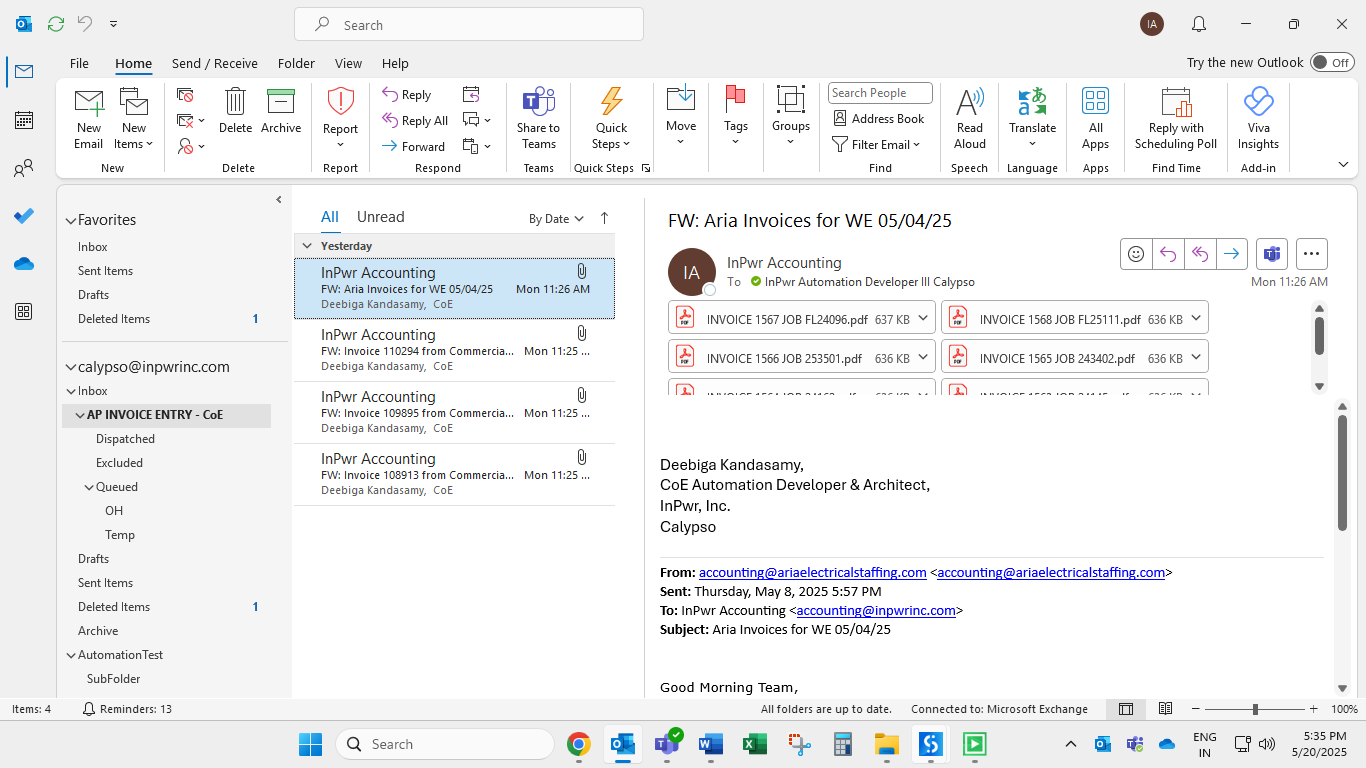 Search
IA
File Home Send / Receive Folder View Help
Try the new Outlook Off
New Email
New Items
New
Delete
Archive
Delete
Report
Report
Reply
Reply All
Forward
Respond
Share to Teams
Teams
Quick Steps
Quick Steps
Move
Tags
Groups
Search People
Address Book
Filter Email
Find
Read Aloud
Speech
Translate
Language
All Apps
Apps
Reply with Scheduling Poll
Find Time
Viva Insights
Add-in
Favorites
Inbox
Sent Items
Drafts
Deleted Items 1
calypso@inpwrinc.com
Inbox
AP INVOICE ENTRY - CoE
Dispatched
Excluded
Queued
OH
Temp
Drafts
Sent Items
Deleted Items 1
Archive
AutomationTest
SubFolder
All Unread By Date
Yesterday
InPwr Accounting
FW: Aria Invoices for WE 05/04/25 Mon 11:26 AM
Deebiga Kandasamy, CoE
InPwr Accounting
FW: Invoice 110294 from Commercia... Mon 11:25 ...
Deebiga Kandasamy, CoE
InPwr Accounting
FW: Invoice 109895 from Commercia... Mon 11:25 ...
Deebiga Kandasamy, CoE
InPwr Accounting
FW: Invoice 108913 from Commercia... Mon 11:25 ...
Deebiga Kandasamy, CoE
FW: Aria Invoices for WE 05/04/25
IA
InPwr Accounting
To InPwr Automation Developer III Calypso
Mon 11:26 AM
INVOICE 1567 JOB FL24096.pdf 637 KB
INVOICE 1568 JOB FL25111.pdf 636 KB
INVOICE 1566 JOB 253501.pdf 636 KB
INVOICE 1565 JOB 243402.pdf 636 KB
Deebiga Kandasamy,
CoE Automation Developer & Architect,
InPwr, Inc.
Calypso
From: accounting@ariaelectricalstaffing.com <accounting@ariaelectricalstaffing.com>
Sent: Thursday, May 8, 2025 5:57 PM
To: InPwr Accounting <accounting@inpwrinc.com>
Subject: Aria Invoices for WE 05/04/25
Good Morning Team,
Items: 4 Reminders: 13 All folders are up to date. Connected to: Microsoft Exchange 100%
Search
ENG
IN
5:35 PM
5/20/2025